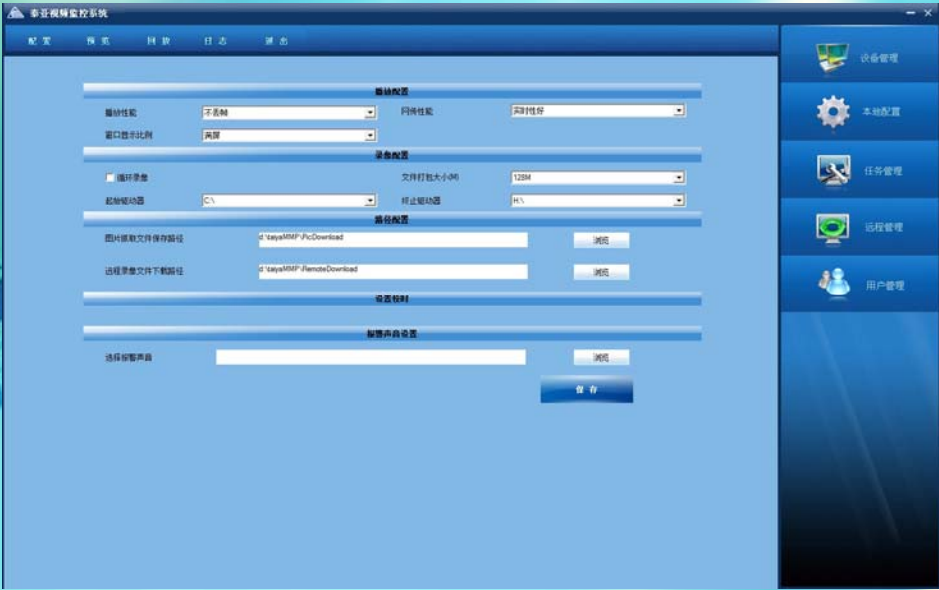 泰亚视频监控系统
配 置 预 览 回 放 日 志 退 出
播放配置
播放性能 不丢帧 网传性能 实时性好
窗口显示比例 满屏
录像配置
循环录像 文件打包大小(M) 128M
起始驱动器 C:\ 终止驱动器 H:\
路径配置
图片抓取文件保存路径 d:\taiyaMMP\PicDownload 浏览
远程录像文件下载路径 d:\taiyaMMP\RemoteDownload 浏览
设置校时
报警声音设置
选择报警声音 浏览
保 存
设备管理
本地配置
任务管理
远程管理
用户管理